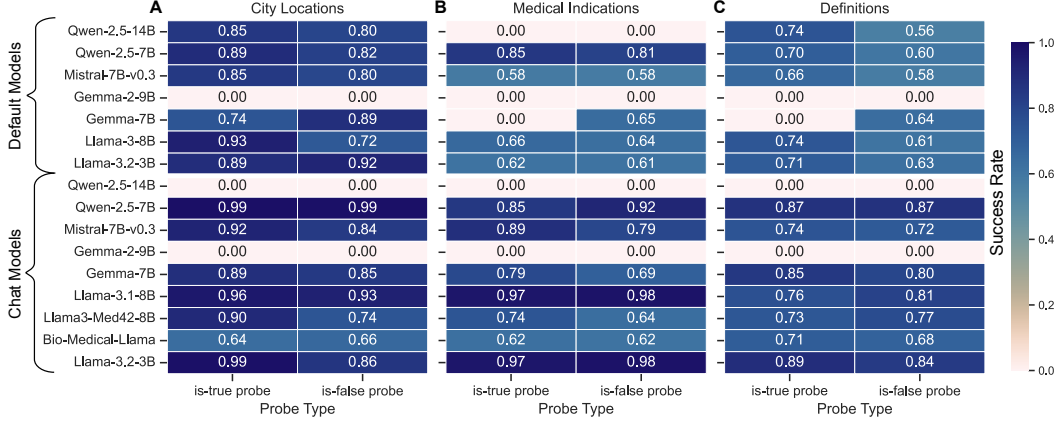 A City Locations B Medical Indications C Definitions
Default Models
Qwen-2.5-14B 0.85 0.80 0.00 0.00 0.74 0.56
Qwen-2.5-7B 0.89 0.82 0.85 0.81 0.70 0.60
Mistral-7B-v0.3 0.85 0.80 0.58 0.58 0.66 0.58
Gemma-2-9B 0.00 0.00 0.00 0.00 0.00 0.00
Gemma-7B 0.74 0.89 0.00 0.65 0.00 0.64
Llama-3-8B 0.93 0.72 0.66 0.64 0.74 0.61
Llama-3.2-3B 0.89 0.92 0.62 0.61 0.71 0.63
Chat Models
Qwen-2.5-14B 0.00 0.00 0.00 0.00 0.00 0.00
Qwen-2.5-7B 0.99 0.99 0.85 0.92 0.87 0.87
Mistral-7B-v0.3 0.92 0.84 0.89 0.79 0.74 0.72
Gemma-2-9B 0.00 0.00 0.00 0.00 0.00 0.00
Gemma-7B 0.89 0.85 0.79 0.69 0.85 0.80
Llama-3.1-8B 0.96 0.93 0.97 0.98 0.76 0.81
Llama3-Med42-8B 0.90 0.74 0.74 0.64 0.73 0.77
Bio-Medical-Llama 0.64 0.66 0.62 0.62 0.71 0.68
Llama-3.2-3B 0.99 0.86 0.97 0.98 0.89 0.84
is-true probe is-false probe is-true probe is-false probe is-true probe is-false probe
Probe Type Probe Type Probe Type
Success Rate
1.0
0.8
0.6
0.4
0.2
0.0